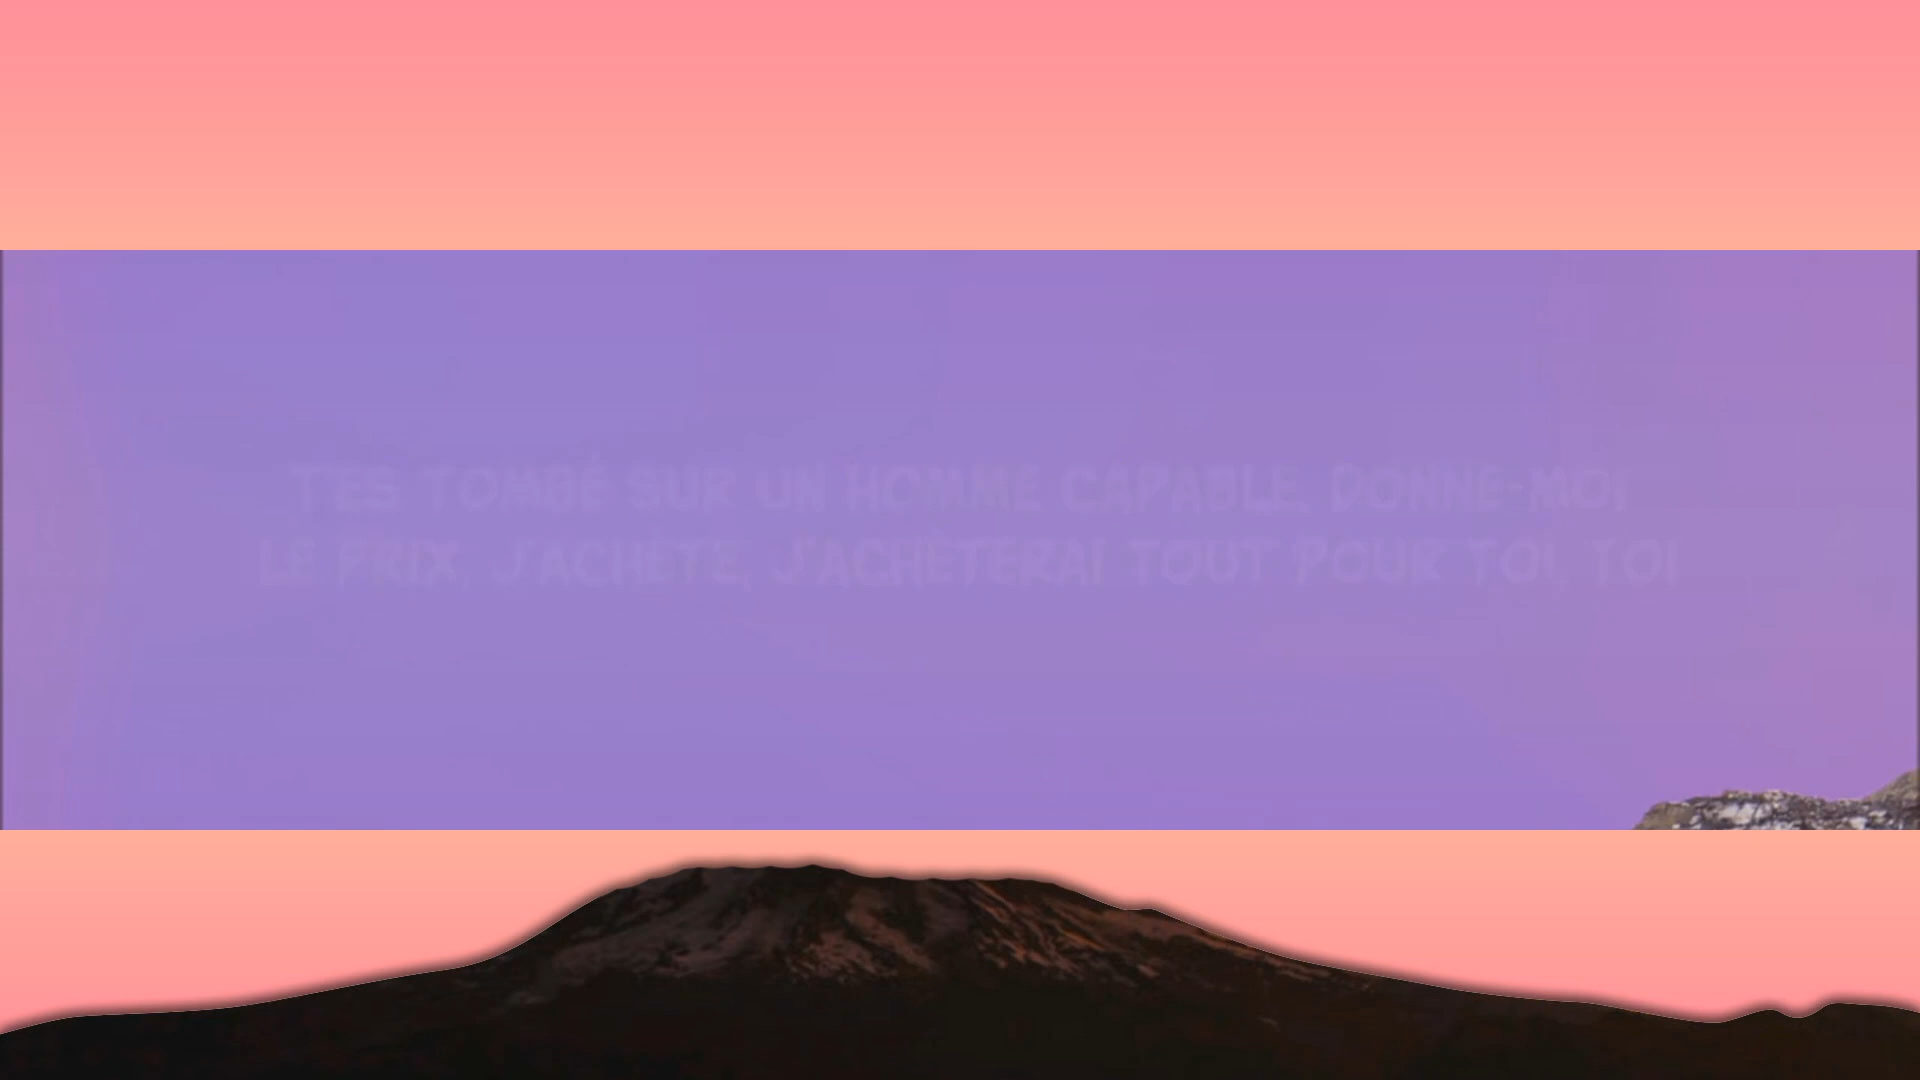 T'ES TOMBÉ SUR UN HOMME CAPABLE, DONNE-MOI
LE PRIX, J'ACHÈTE, J'ACHÈTERAI TOUT POUR TOI, TOI